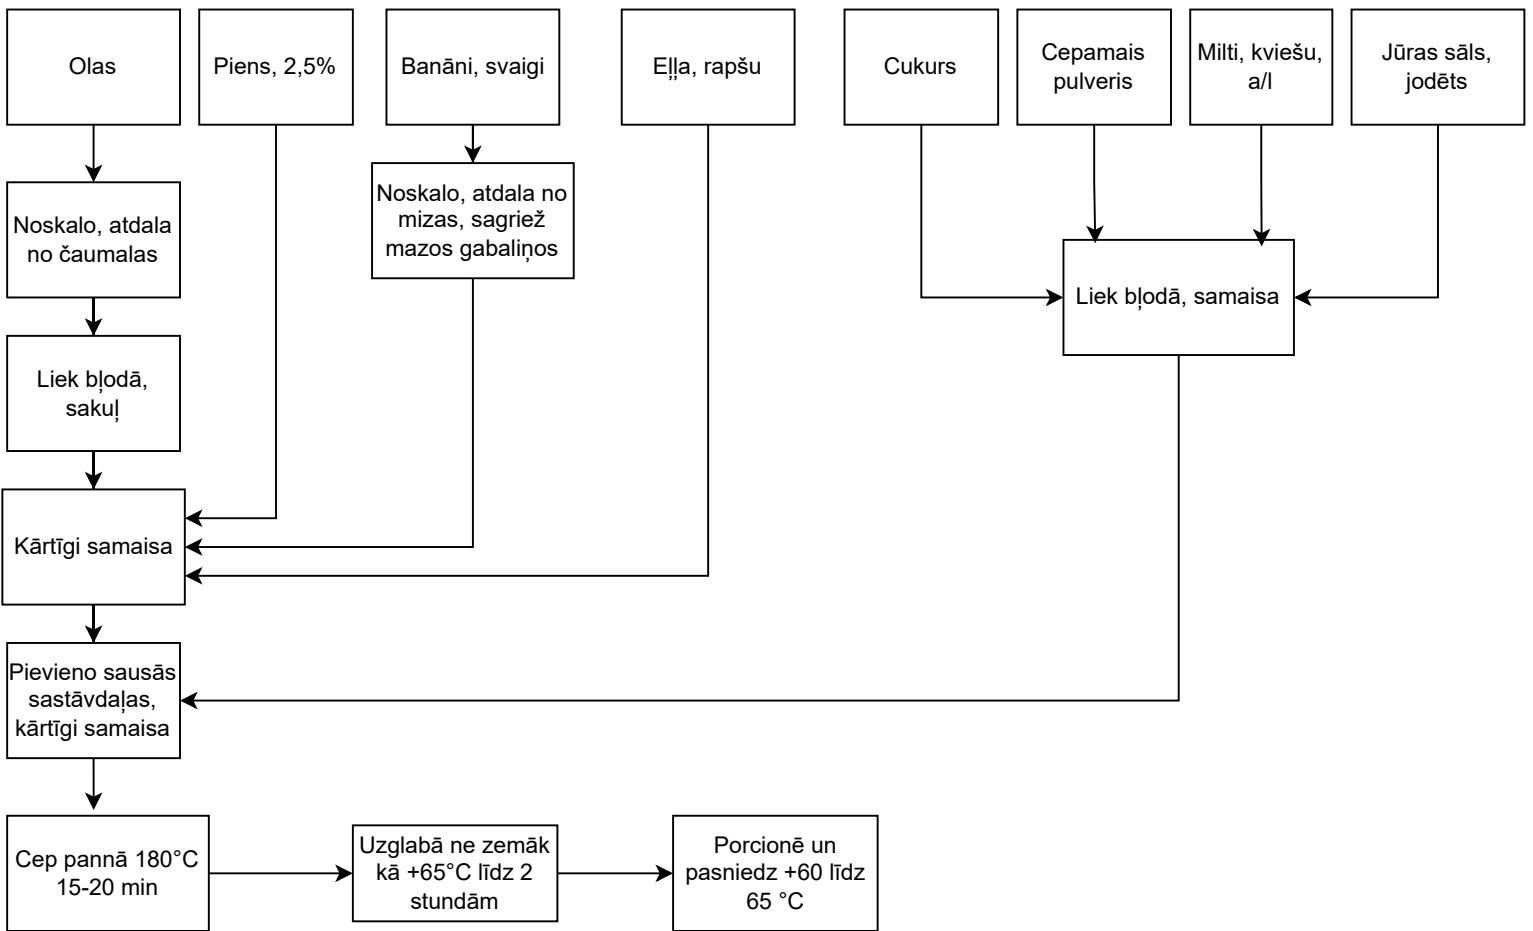 Olas
Piens, 2,5%
Banāni, svaigi
Eļļa, rapšu
Cukurs
Cepamais
pulveris
Milti, kviešu,
a/l
Jūras sāls,
jodēts
Noskalo, atdala
no čaumalas
Noskalo, atdala no
mizas, sagriež
mazos gabaliņos
Liek bļodā, samaisa
Liek bļodā,
sakuļ
Kārtīgi samaisa
Pievieno sausās
sastāvdaļas,
kārtīgi samaisa
Cep pannā 180°C
15-20 min
Uzglabā ne zemāk
kā +65°C līdz 2
stundām
Porcionē un
pasniedz +60 līdz
65 °C